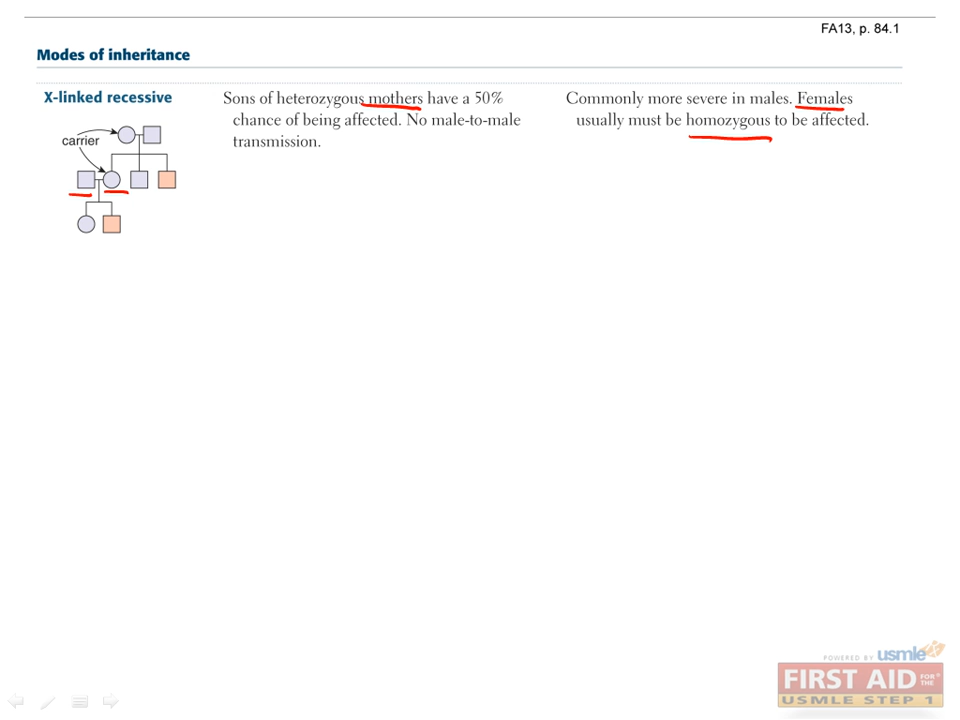 FA13, p. 84.1
Modes of inheritance
X-linked recessive
carrier
Sons of heterozygous mothers have a 50%
chance of being affected. No male-to-male
transmission.
Commonly more severe in males. Females
usually must be homozygous to be affected.
POWERED BY usmle
FIRST AID FOR THE®
USMLE STEP 1